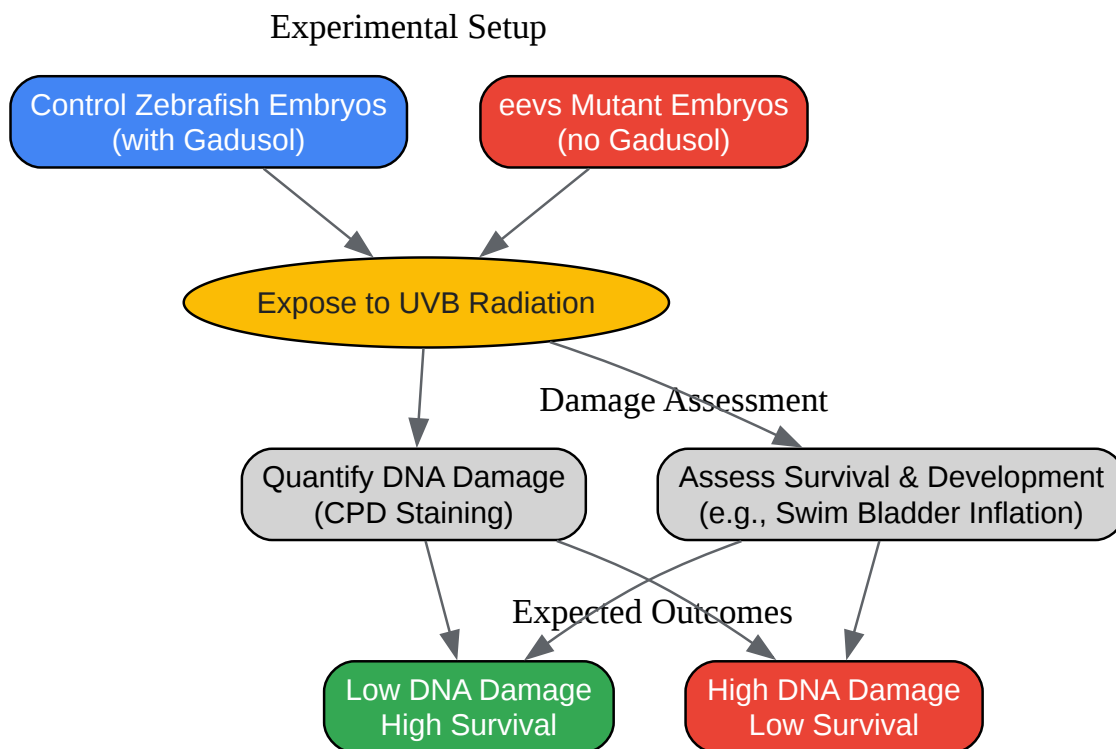 Experimental Setup
Control Zebrafish Embryos
(with Gadusol)
eevs Mutant Embryos
(no Gadusol)
Expose to UVB Radiation
Damage Assessment
Quantify DNA Damage
(CPD Staining)
Assess Survival & Development
(e.g., Swim Bladder Inflation)
Expected Outcomes
Low DNA Damage
High Survival
High DNA Damage
Low Survival